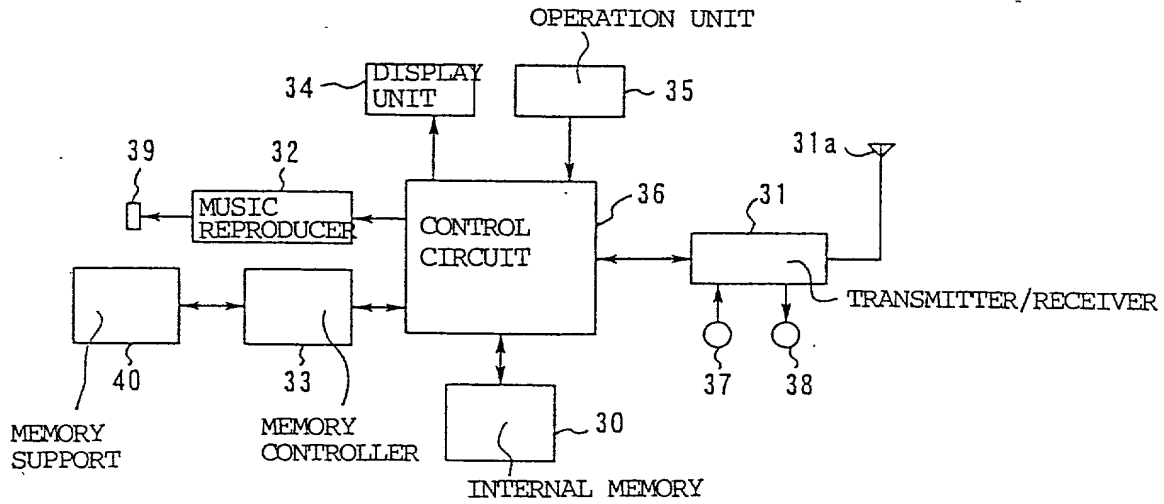 OPERATION UNIT
34
DISPLAY
UNIT
35
31a
39
32
MUSIC
REPRODUCER
CONTROL
CIRCUIT
36
31
TRANSMITTER/RECEIVER
40
33
37
38
MEMORY
SUPPORT
MEMORY
CONTROLLER
30
INTERNAL MEMORY